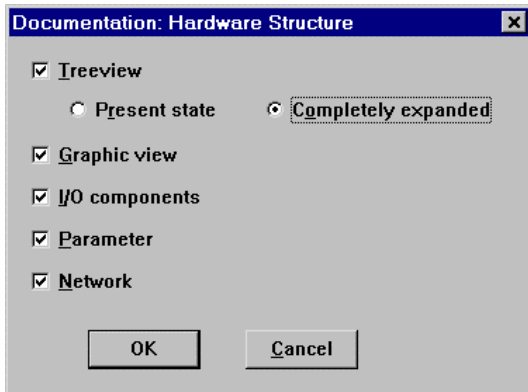 Documentation: Hardware Structure
Treeview
Present state Completely expanded
Graphic view
I/O components
Parameter
Network
OK Cancel